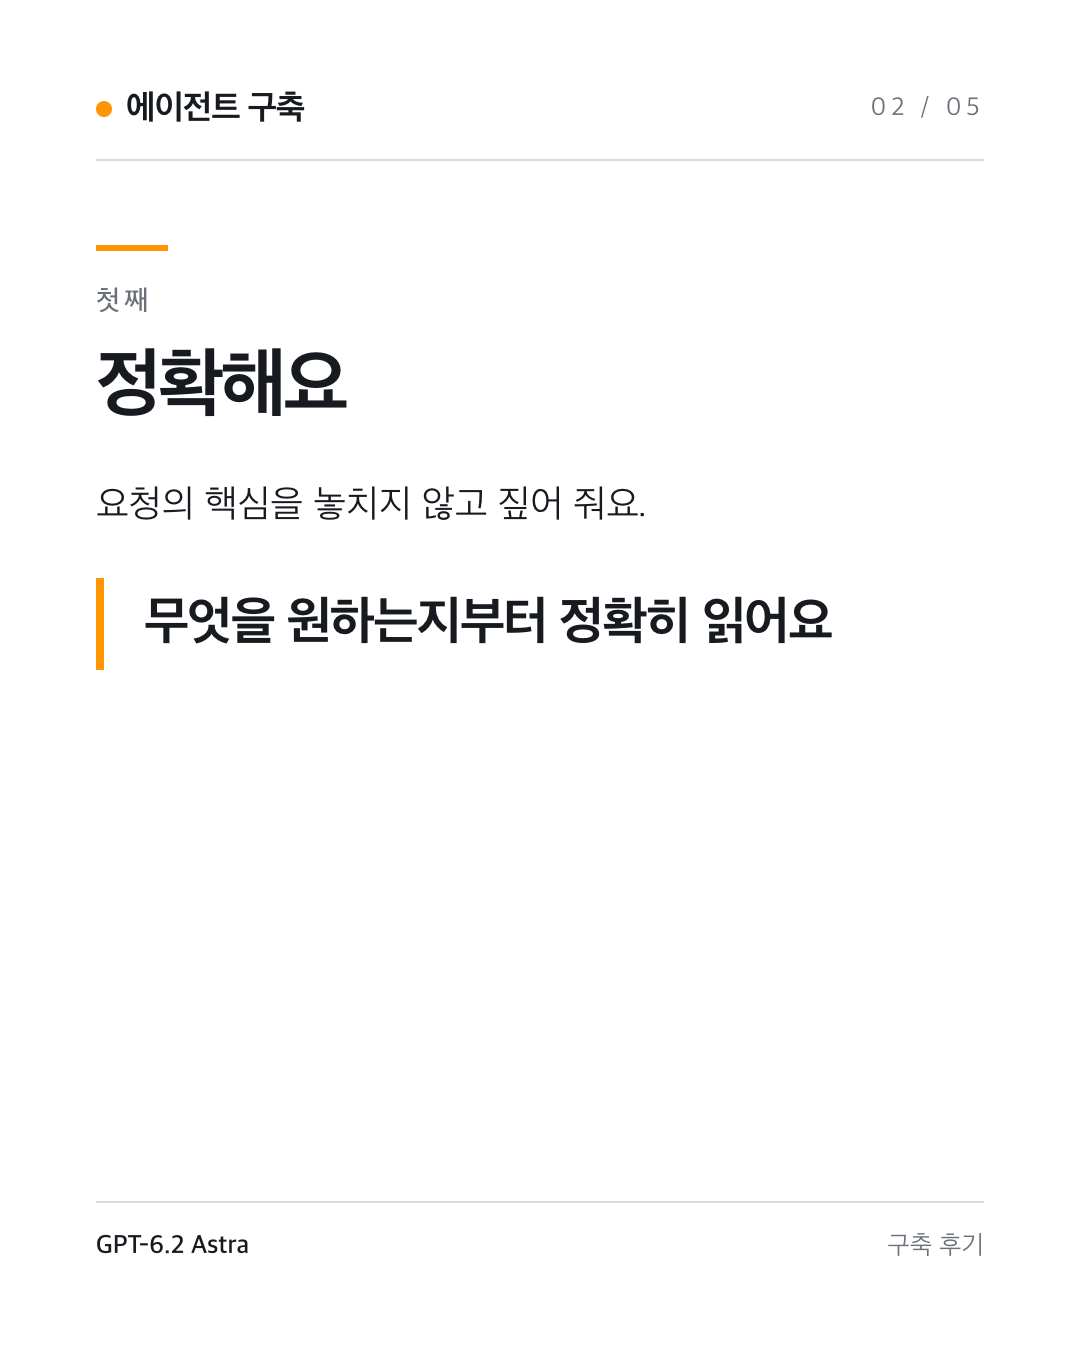 에이전트 구축
02 / 05
첫째
정확해요
요청의 핵심을 놓치지 않고 짚어 줘요.
무엇을 원하는지부터 정확히 읽어요
GPT-6.2 Astra
구축 후기